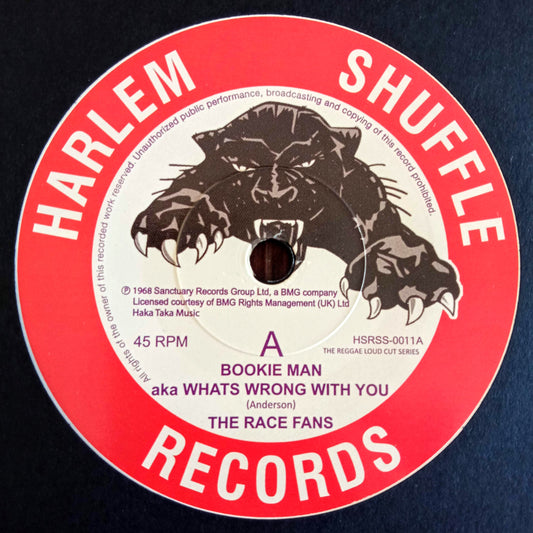 HARLEM SHUFFLE
All rights of the owner of this recorded work reserved. Unauthorized public performance, broadcasting and copying of this record prohibited.
℗ 1968 Sanctuary Records Group Ltd, a BMG company
Licensed courtesy of BMG Rights Management (UK) Ltd
Haka Taka Music
45 RPM
A
HSRSS-0011A
THE REGGAE LOUD CUT SERIES
BOOKIE MAN
aka WHATS WRONG WITH YOU
(Anderson)
THE RACE FANS
RECORDS